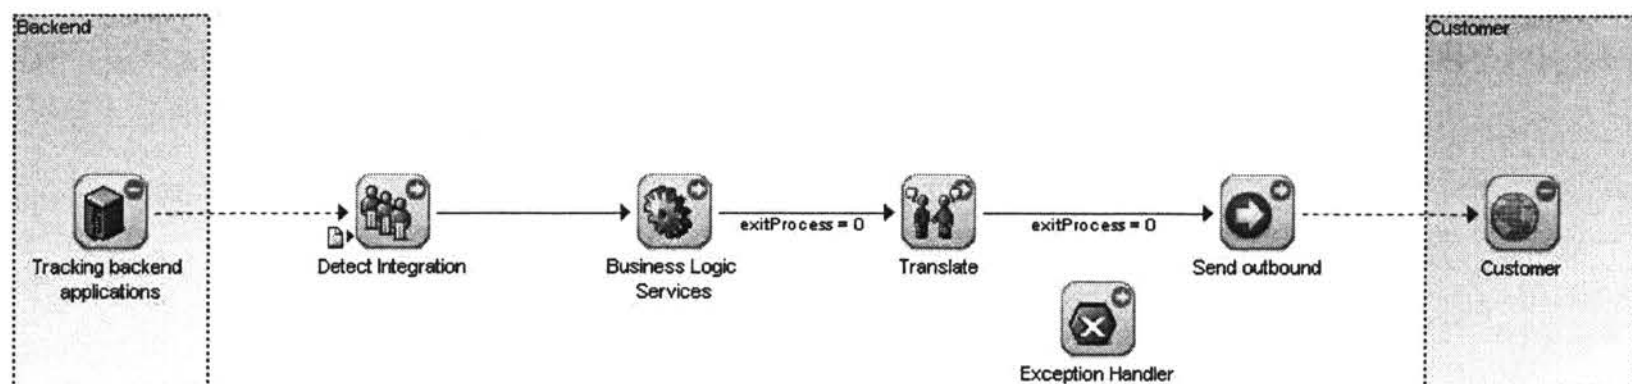 Backend
Customer
Tracking backend
applications
Detect Integration
Business Logic
Services
exitProcess = 0
Translate
exitProcess = 0
Send outbound
Customer
Exception Handler